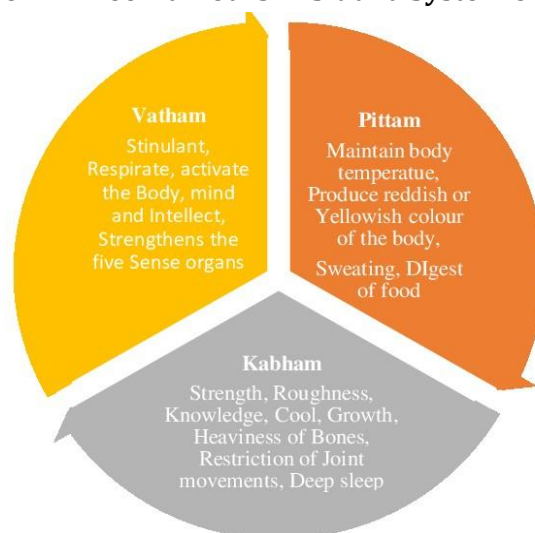 Vatham
Stinulant,
Respirate, activate
the Body, mind
and Intellect,
Strengthens the
five Sense organs
Pittam
Maintain body
temperatue,
Produce reddish or
Yellowish colour
of the body,
Sweating, DIgest
of food
Kabham
Strength, Roughness,
Knowledge, Cool, Growth,
Heaviness of Bones,
Restriction of Joint
movements, Deep sleep